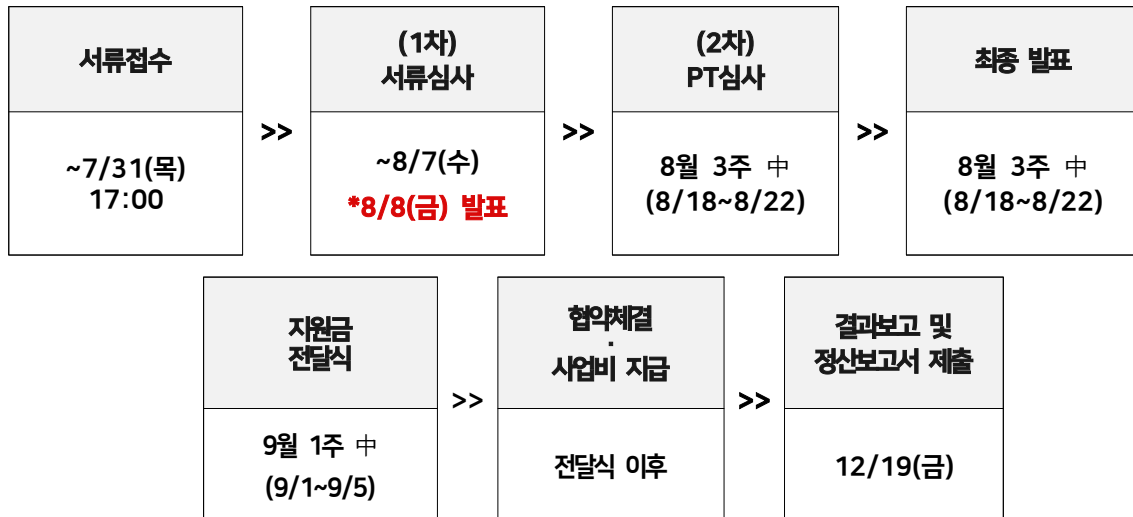 서류접수
(1차)
서류심사
(2차)
PT심사
최종 발표
~7/31(목)
17:00
>>
~8/7(수)
*8/8(금) 발표
>>
8월 3주 中
(8/18~8/22)
>>
8월 3주 中
(8/18~8/22)
지원금
전달식
협약체결
·
사업비 지급
결과보고 및
정산보고서 제출
9월 1주 中
(9/1~9/5)
>>
전달식 이후
>>
12/19(금)